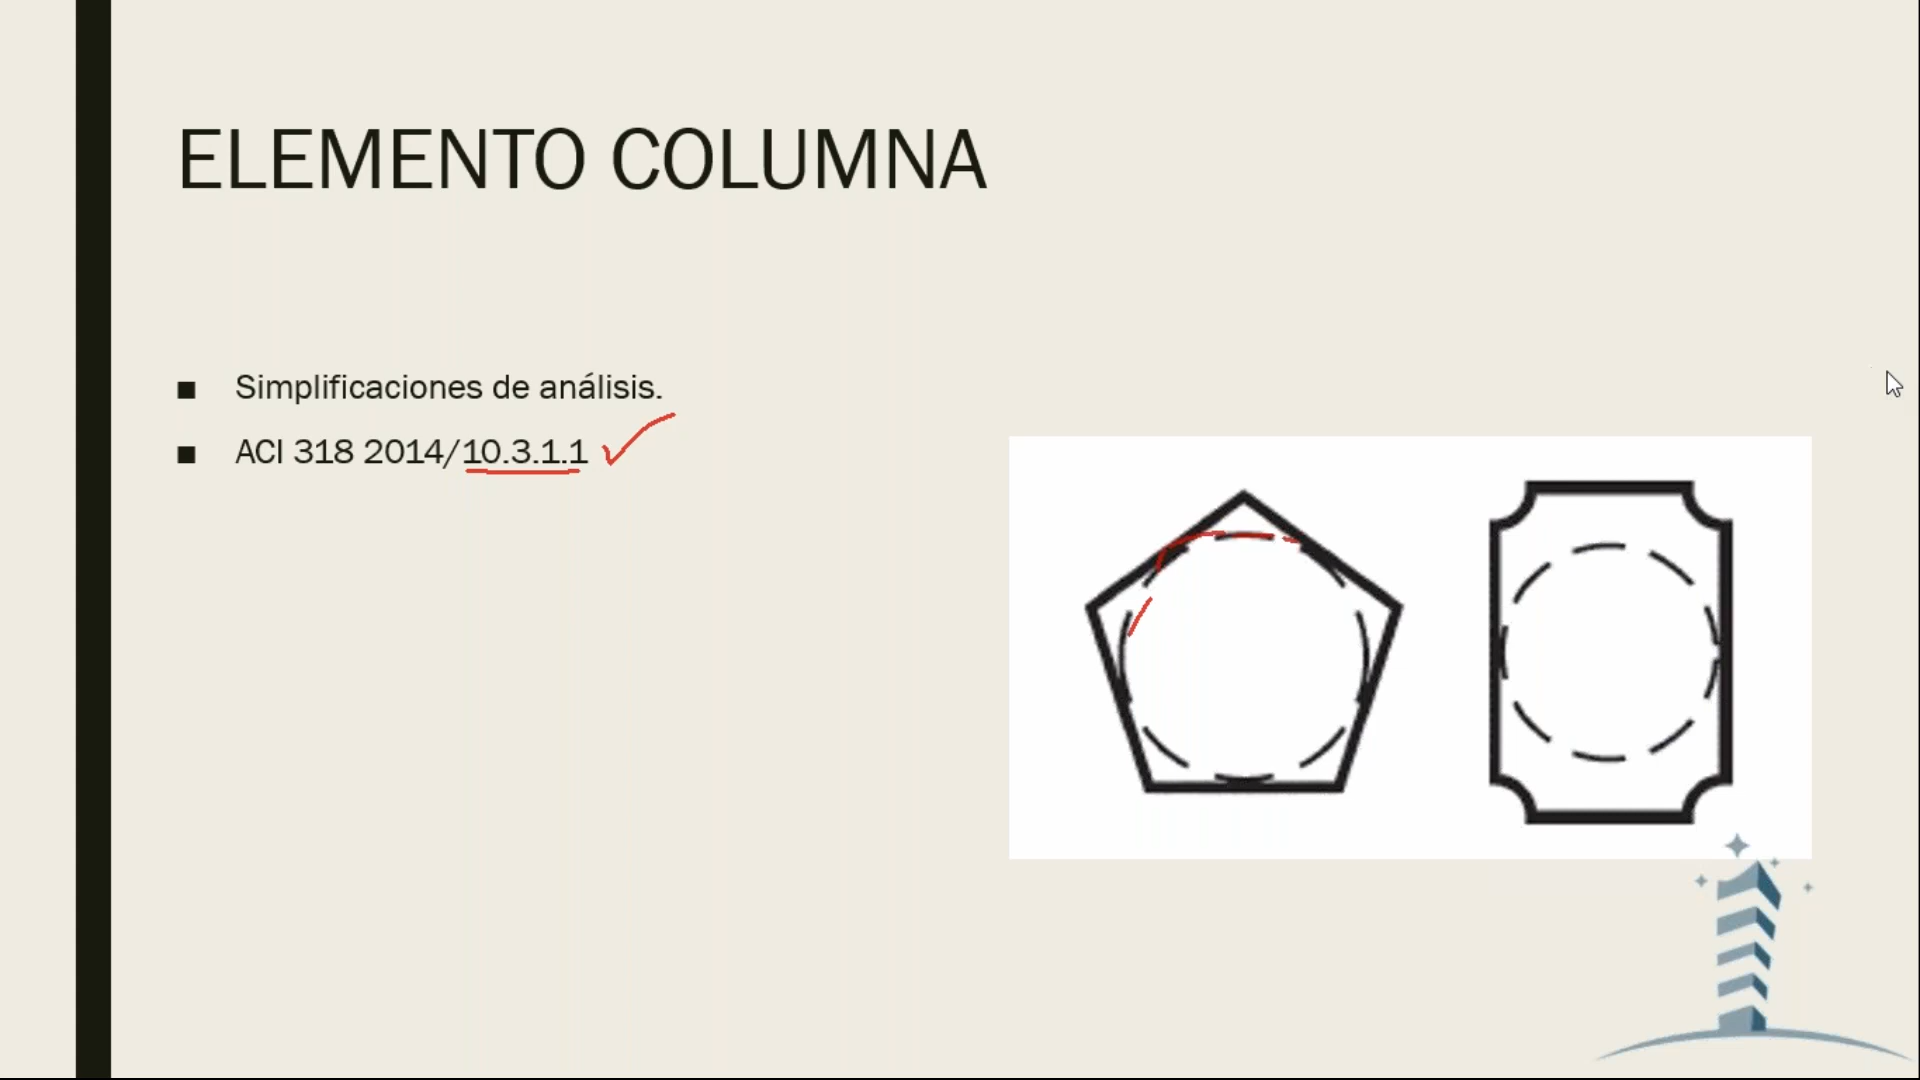 ELEMENTO COLUMNA
Simplificaciones de análisis.
ACI 318 2014/10.3.1.1